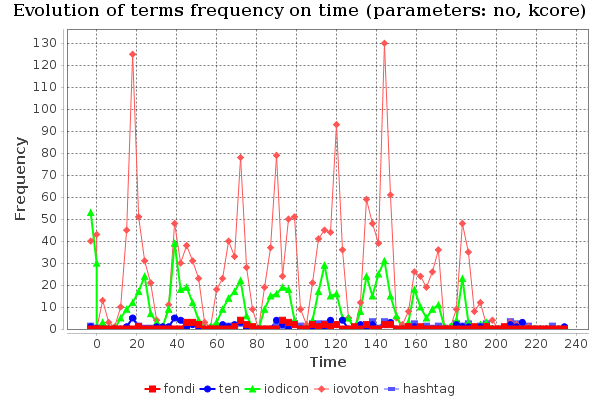 Evolution of terms frequency on time (parameters: no, kcore)
130
120
110
100
90
80
70
60
50
40
30
20
10
0
Frequency
0 20 40 60 80 100 120 140 160 180 200 220 240
Time
fondi ten iodicon iovoton hashtag